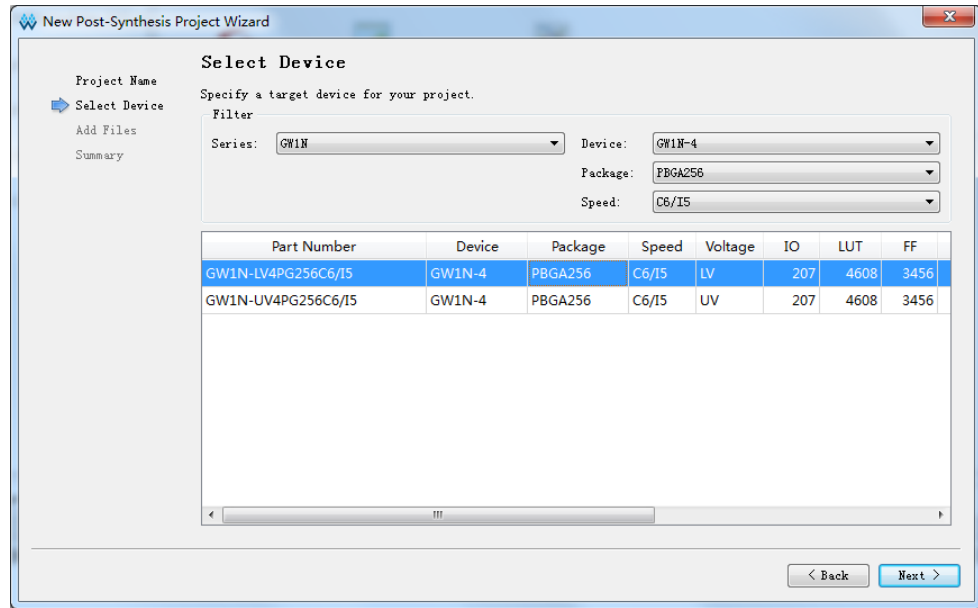 New Post-Synthesis Project Wizard
Project Name
Select Device
Add Files
Summary
Select Device
Specify a target device for your project.
Filter
Series: GW1N
Device: GW1N-4
Package: PBGA256
Speed: C6/I5
Part Number Device Package Speed Voltage IO LUT FF
GW1N-LV4PG256C6/I5 GW1N-4 PBGA256 C6/I5 LV 207 4608 3456
GW1N-UV4PG256C6/I5 GW1N-4 PBGA256 C6/I5 UV 207 4608 3456
< Back Next >